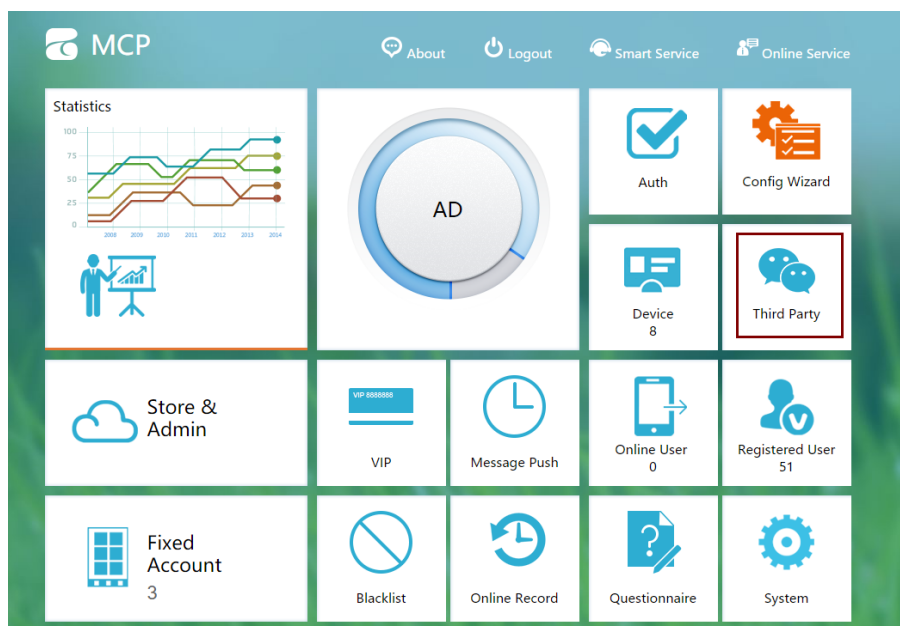 MCP
About
Logout
Smart Service
Online Service
Statistics
100
75
50
25
0
2008 2009 2010 2011 2012 2013 2014
AD
Auth
Config Wizard
Device
8
Third Party
Store &
Admin
VIP 8888888
VIP
Message Push
Online User
0
Registered User
51
Fixed
Account
3
Blacklist
Online Record
Questionnaire
System